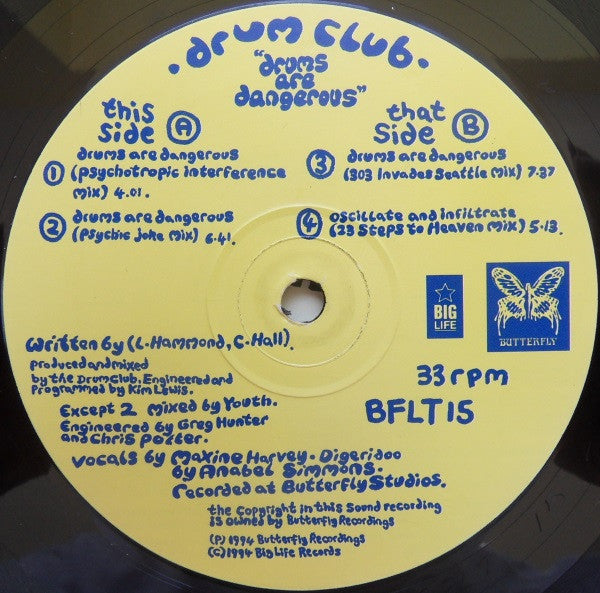 .drum club.
"drums
are
dangerous"
this
side A
1 drums are dangerous
(psychotropic interference
mix) 4.01.
2 drums are dangerous
(psychic joke mix) 6.41.
that
side B
3 drums are dangerous
(303 invades Seattle mix) 7.37
4 oscillate and infiltrate
(23 Steps to Heaven mix) 5.13.
BIG
LIFE
BUTTERFLY
written by (L.Hammond, C.Hall).
produced and mixed
by the Drum Club. Engineered and
Programmed by Kim Lewis.
Except 2 mixed by Youth.
Engineered by Greg Hunter
and Chris Potter.
vocals by Maxine Harvey. Digeridoo
by Anabel Simmons.
recorded at Butterfly Studios.
33 rpm
BFLT15
the copyright in this Sound recording
is owned by Butterfly Recordings
(P) 1994 Butterfly Recordings
(C) 1994 Big Life Records